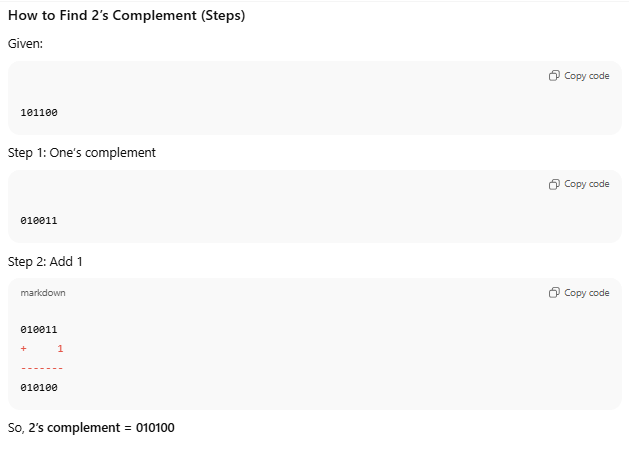 How to Find 2’s Complement (Steps)
Given:
Copy code
101100
Step 1: One’s complement
Copy code
010011
Step 2: Add 1
markdown
Copy code
010011
+     1
-------
010100
So, 2’s complement = 010100